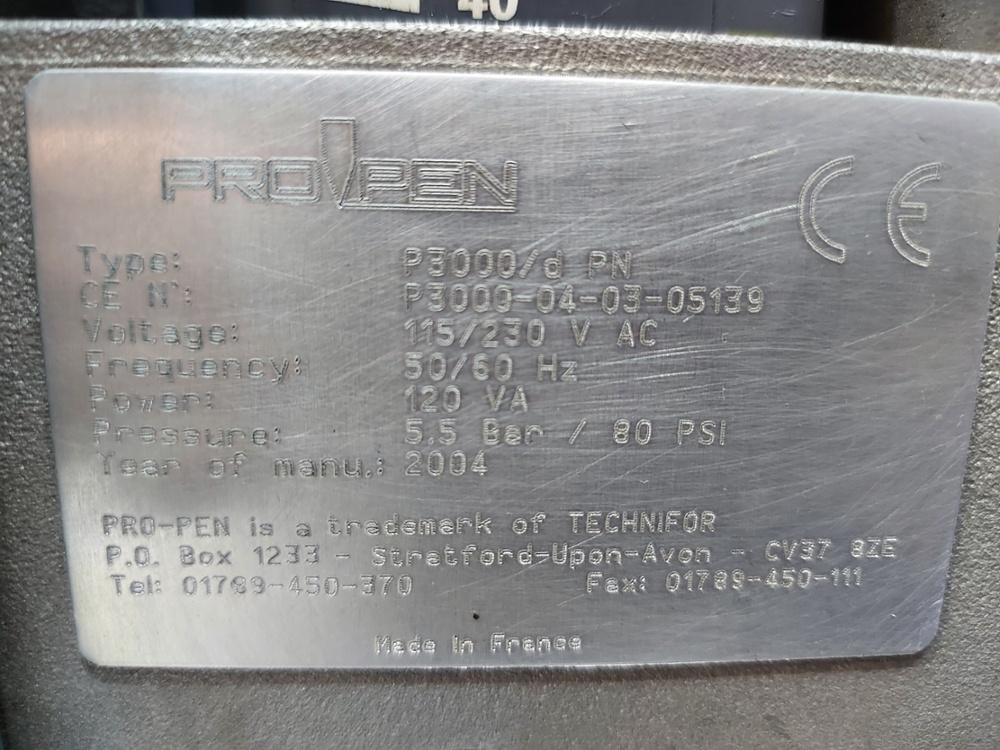 40
PRO PEN
CE
Type: P3000/d PN
CE N°: P3000-04-03-05139
Voltage: 115/230 V AC
Frequency: 50/60 Hz
Power: 120 VA
Pressure: 5.5 Bar / 80 PSI
Year of manu.: 2004
PRO-PEN is a trademark of TECHNIFOR
P.O. Box 1233 - Stratford-Upon-Avon - CV37 8ZE
Tel: 01789-450-370 Fax: 01789-450-111
Made In France